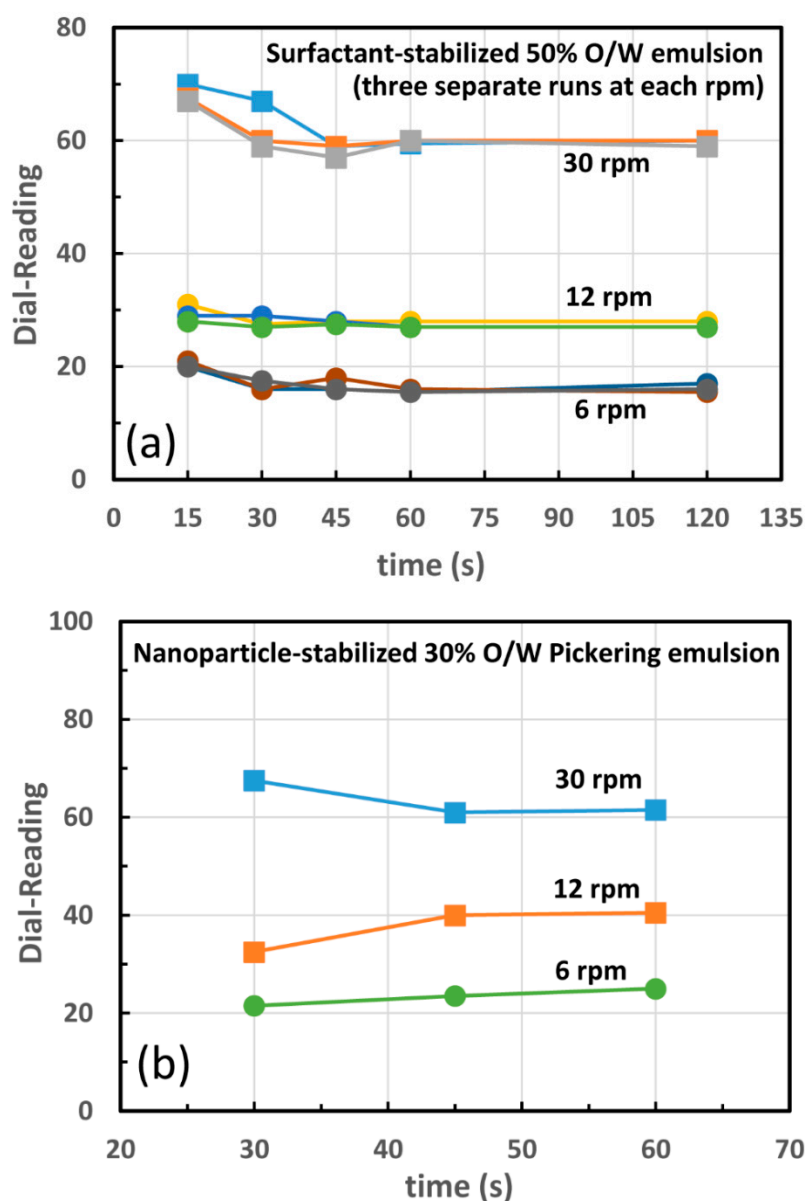 80
Surfactant-stabilized 50% O/W emulsion
(three separate runs at each rpm)
60
30 rpm
Dial-Reading
40
12 rpm
20
6 rpm
(a)
0
0 15 30 45 60 75 90 105 120 135
time (s)
100
Nanoparticle-stabilized 30% O/W Pickering emulsion
80
30 rpm
60
Dial-Reading
12 rpm
40
6 rpm
20
(b)
0
20 30 40 50 60 70
time (s)